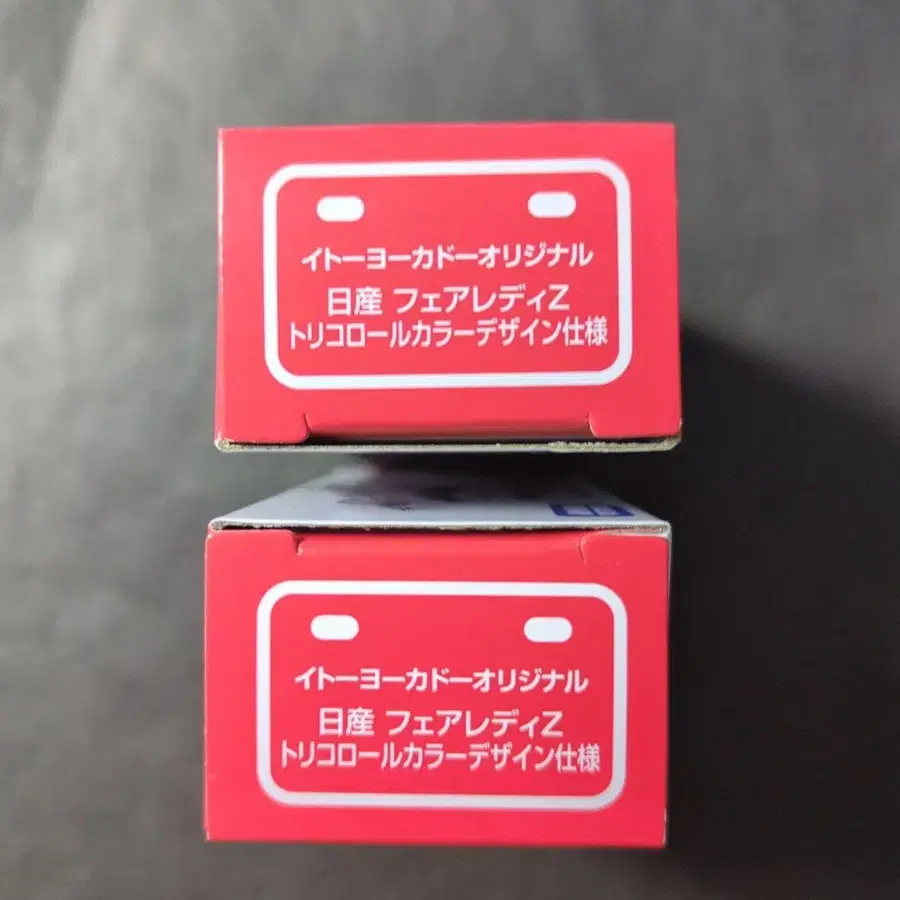 イトーヨーカドーオリジナル
日産 フェアレディZ
トリコロールカラーデザイン仕様
イトーヨーカドーオリジナル
日産 フェアレディZ
トリコロールカラーデザイン仕様